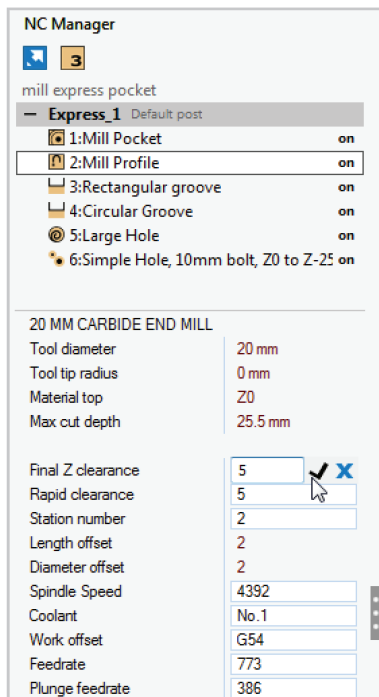 NC Manager
3
mill express pocket
Express_1 Default post
1:Mill Pocket on
2:Mill Profile on
3:Rectangular groove on
4:Circular Groove on
5:Large Hole on
6:Simple Hole, 10mm bolt, Z0 to Z-25 on
20 MM CARBIDE END MILL
Tool diameter 20 mm
Tool tip radius 0 mm
Material top Z0
Max cut depth 25.5 mm
Final Z clearance 5
Rapid clearance 5
Station number 2
Length offset 2
Diameter offset 2
Spindle Speed 4392
Coolant No.1
Work offset G54
Feedrate 773
Plunge feedrate 386